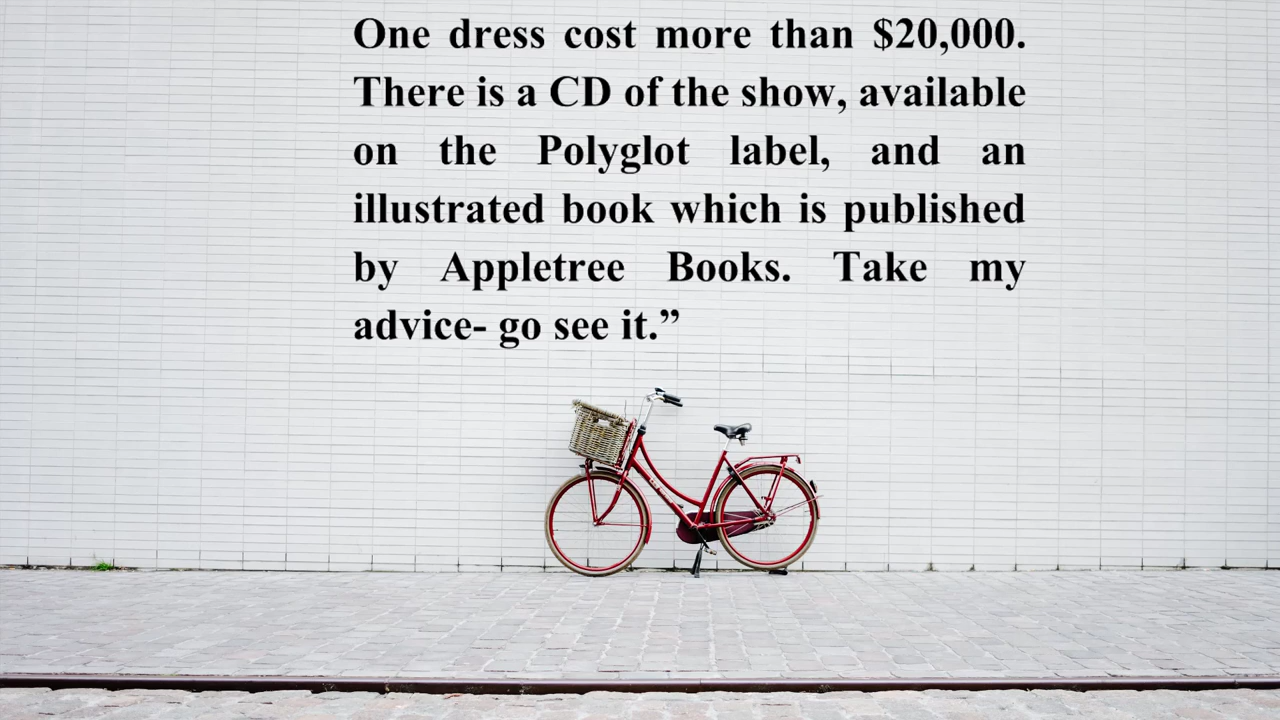 One dress cost more than $20,000.
There is a CD of the show, available
on the Polyglot label, and an
illustrated book which is published
by Appletree Books. Take my
advice- go see it.”